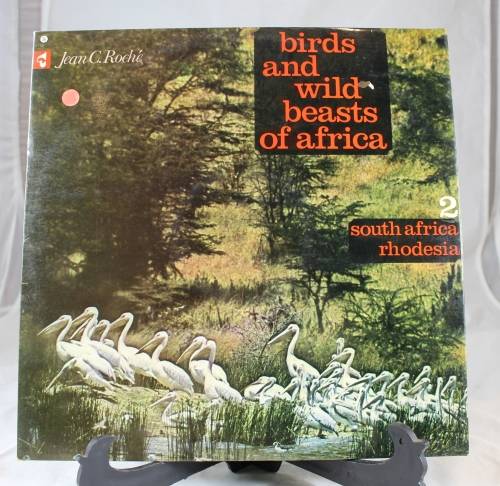 Jean C. Roché
birds
and
wild
beasts
of africa
2
south africa
rhodesia